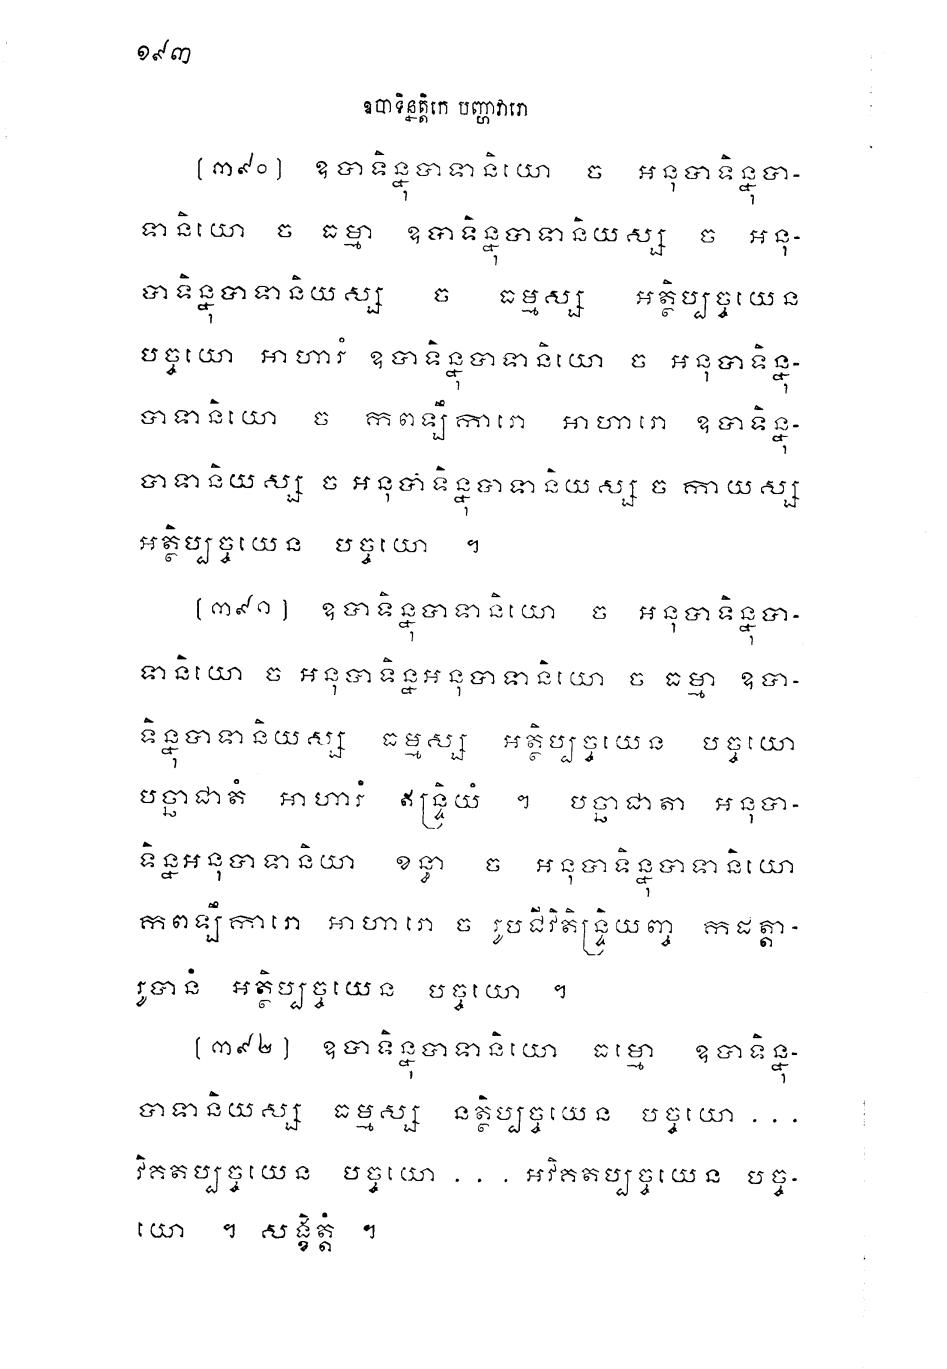 ១៩៣
ឧបាទិន្នត្តិកេ បញ្ហាវារោ
(៣៩០) ឧបាទិន្នុបាទានិយោ ច អនុបាទិន្នុបា-
ទានិយោ ច ធម្មា ឧបាទិន្នុបាទានិយស្ស ច អនុ-
បាទិន្នុបាទានិយស្ស ច ធម្មស្ស អត្ថិប្បច្ចយេន
បច្ចយោ អាហារំ ឧបាទិន្នុបាទានិយោ ច អនុបាទិន្នុ-
បាទានិយោ ច កពឡីការោ អាហារោ ឧបាទិន្នុ-
បាទានិយស្ស ច អនុបាទិន្នុបាទានិយស្ស ច កាយស្ស
អត្ថិប្បច្ចយេន បច្ចយោ ។
(៣៩១) ឧបាទិន្នុបាទានិយោ ច អនុបាទិន្នុបា-
ទានិយោ ច អនុបាទិន្នអនុបាទានិយោ ច ធម្មា ឧបា-
ទិន្នុបាទានិយស្ស ធម្មស្ស អត្ថិប្បច្ចយេន បច្ចយោ
បច្ឆាជាតំ អាហារំ ឥន្ទ្រិយំ ។ បច្ឆាជាតា អនុបា-
ទិន្នអនុបាទានិយា ខន្ធា ច អនុបាទិន្នុបាទានិយោ
កពឡីការោ អាហារោ ច រូបជីវិតិន្ទ្រិយញ្ច កដត្តា-
រូបានំ អត្ថិប្បច្ចយេន បច្ចយោ ។
(៣៩២) ឧបាទិន្នុបាទានិយោ ធម្មោ ឧបាទិន្នុ-
បាទានិយស្ស ធម្មស្ស នត្ថិប្បច្ចយេន បច្ចយោ . . .
វិគតប្បច្ចយេន បច្ចយោ . . . អវិគតប្បច្ចយេន បច្ច-
យោ ។ សង្ខិត្តំ ។